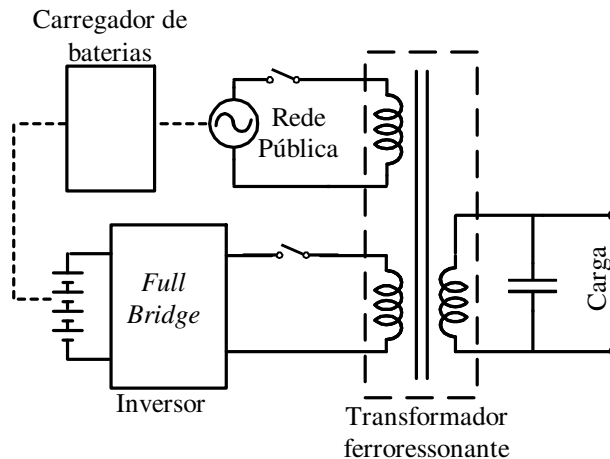 Carregador de
baterias
Rede
Pública
Full
Bridge
Inversor
Carga
Transformador
ferroressonante